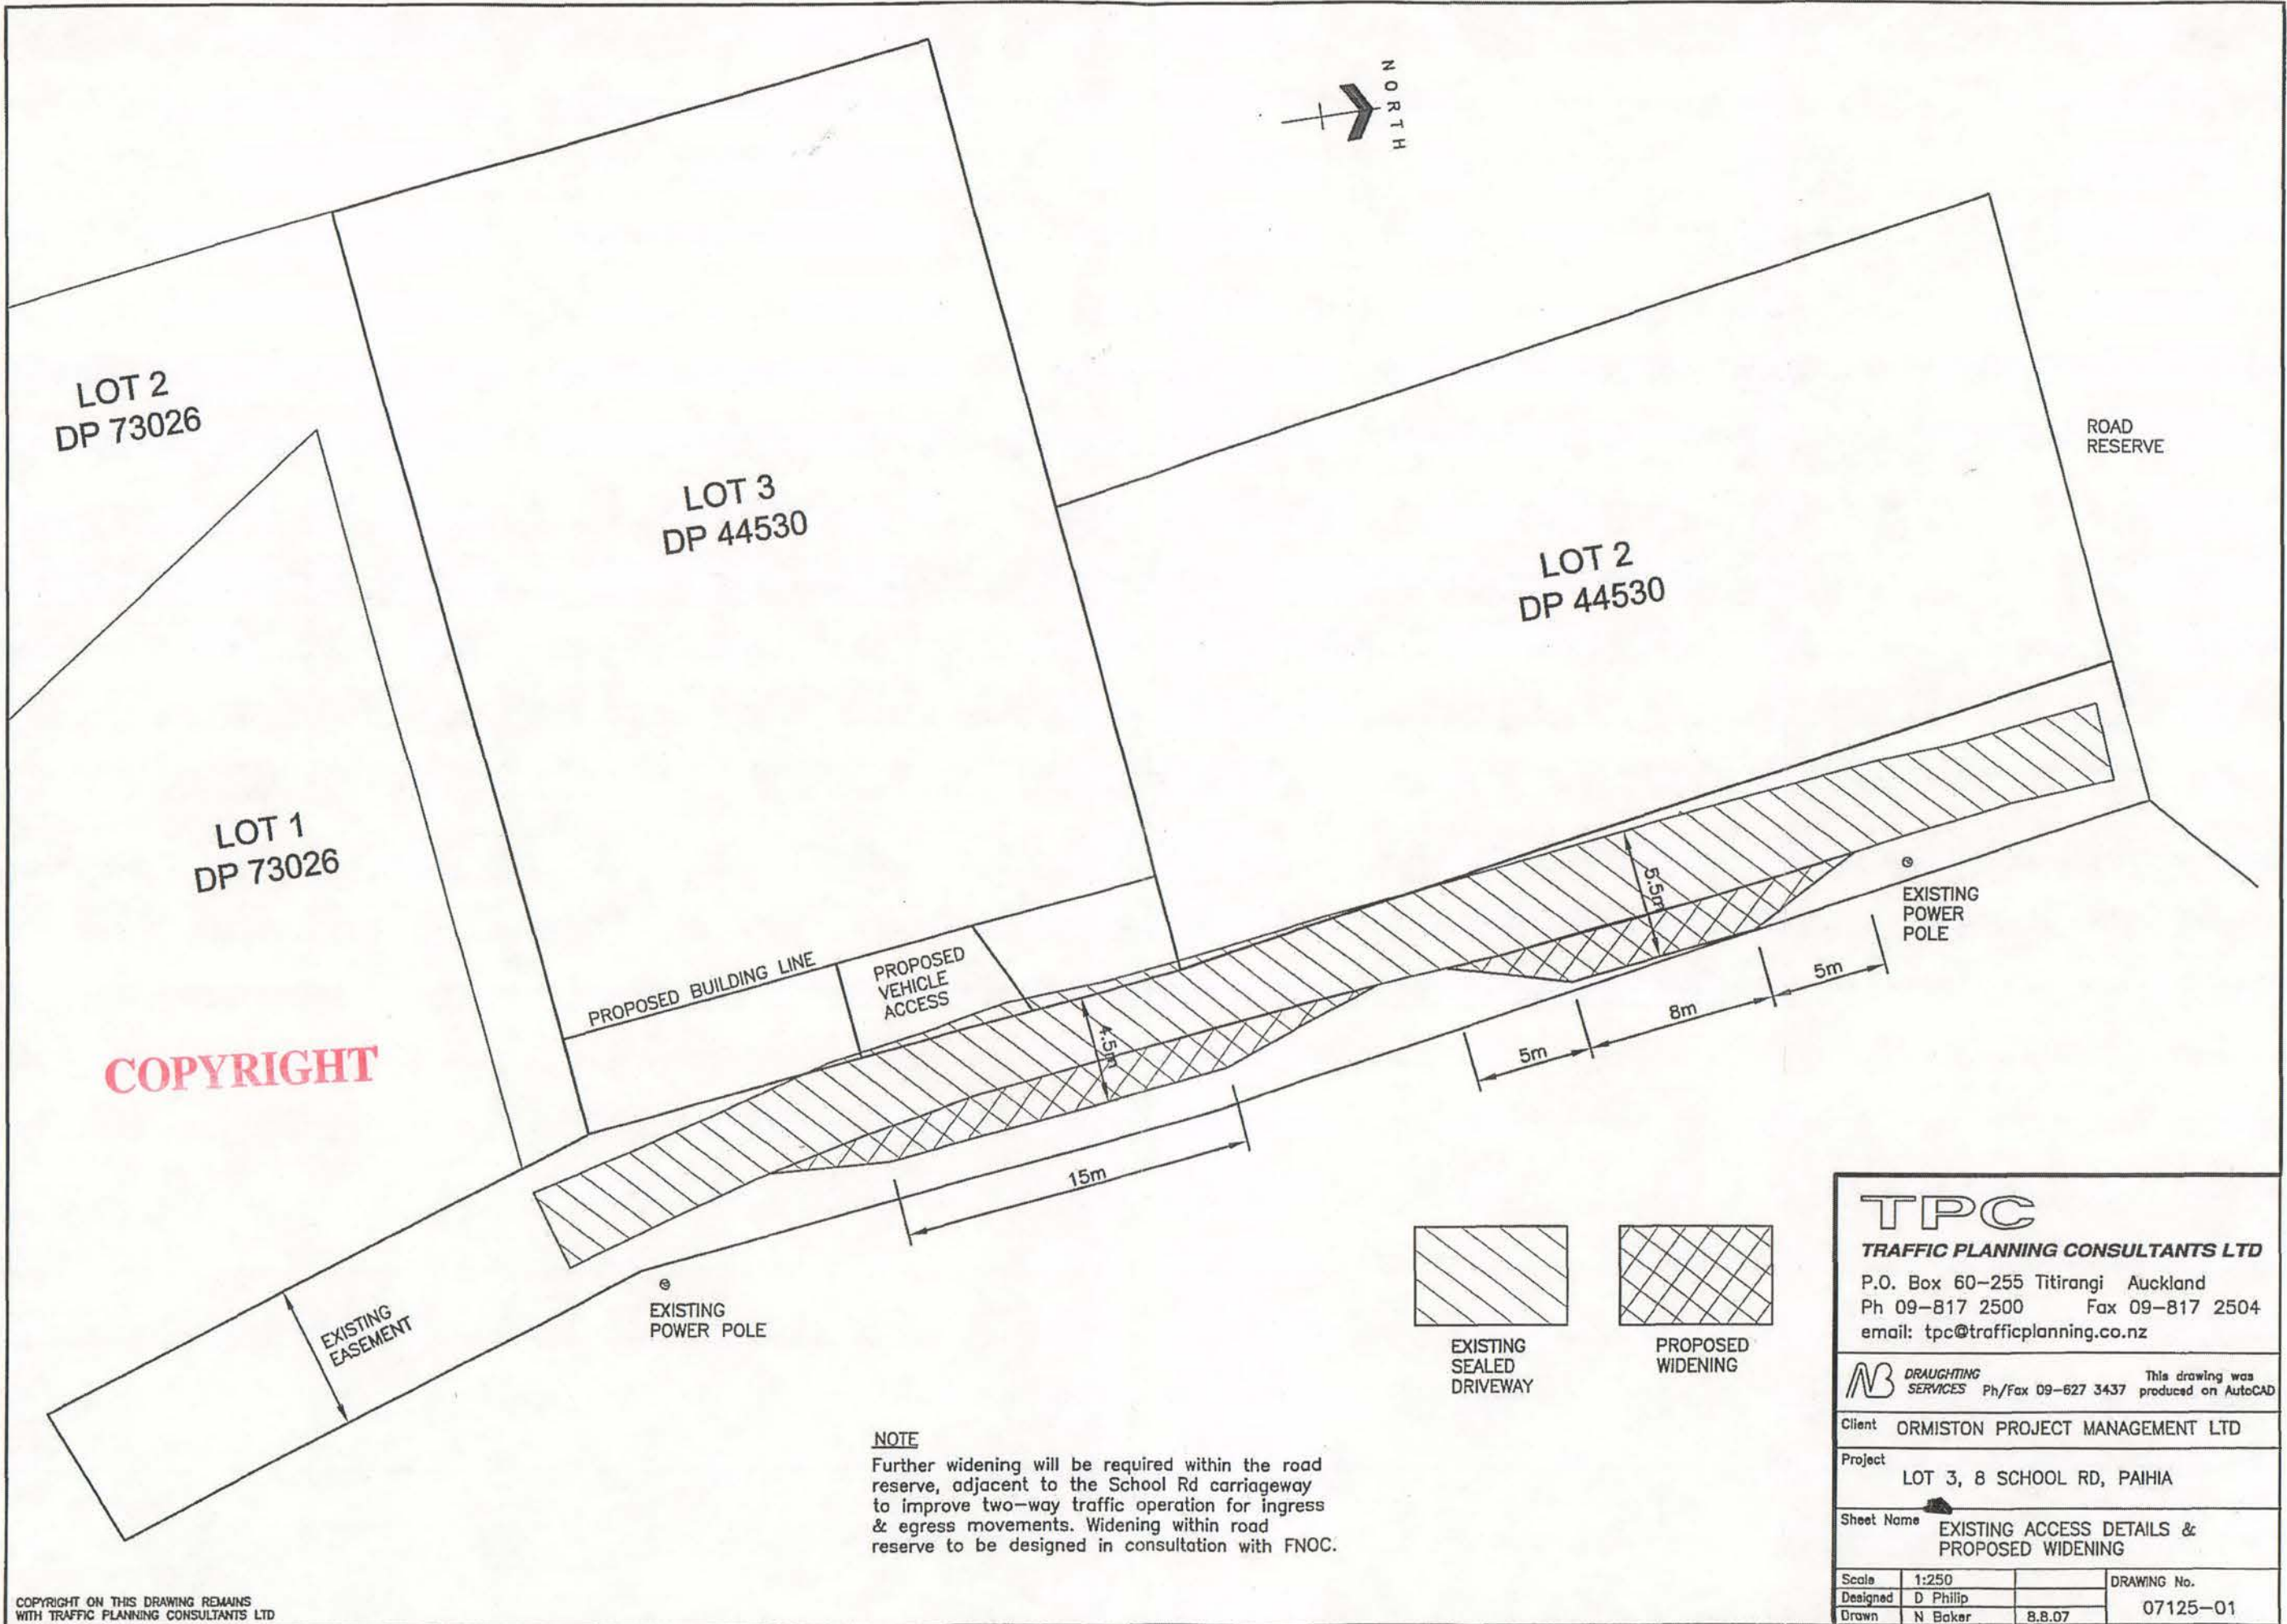 NORTH
LOT 2
DP 73026
LOT 3
DP 44530
LOT 2
DP 44530
ROAD
RESERVE
LOT 1
DP 73026
5.5m
EXISTING
POWER
POLE
5m
8m
5m
PROPOSED BUILDING LINE
PROPOSED
VEHICLE
ACCESS
4.5m
15m
COPYRIGHT
EXISTING
EASEMENT
EXISTING
POWER POLE
EXISTING
SEALED
DRIVEWAY
PROPOSED
WIDENING
NOTE
Further widening will be required within the road
reserve, adjacent to the School Rd carriageway
to improve two-way traffic operation for ingress
& egress movements. Widening within road
reserve to be designed in consultation with FNOC.
TPC
TRAFFIC PLANNING CONSULTANTS LTD
P.O. Box 60-255 Titirangi Auckland
Ph 09-817 2500 Fax 09-817 2504
email: tpc@trafficplanning.co.nz
NB DRAUGHTING
SERVICES Ph/Fax 09-627 3437
This drawing was
produced on AutoCAD
Client ORMISTON PROJECT MANAGEMENT LTD
Project
LOT 3, 8 SCHOOL RD, PAIHIA
Sheet Name EXISTING ACCESS DETAILS &
PROPOSED WIDENING
Scale 1:250
Designed D Philip
Drawn N Baker 8.8.07
DRAWING No.
07125-01
COPYRIGHT ON THIS DRAWING REMAINS
WITH TRAFFIC PLANNING CONSULTANTS LTD